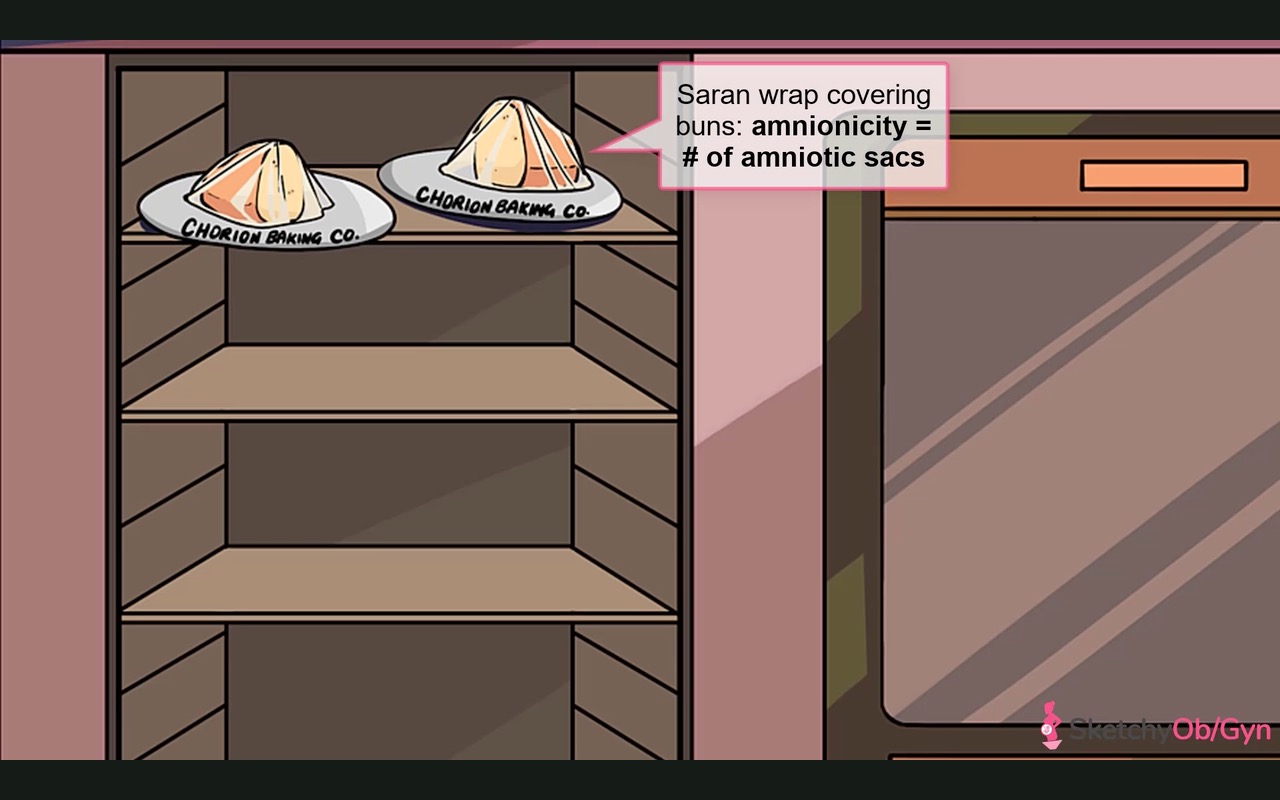 Saran wrap covering
buns: amnionicity =
# of amniotic sacs
CHORION BAKING CO.
CHORION BAKING CO.
SketchyOb/Gyn